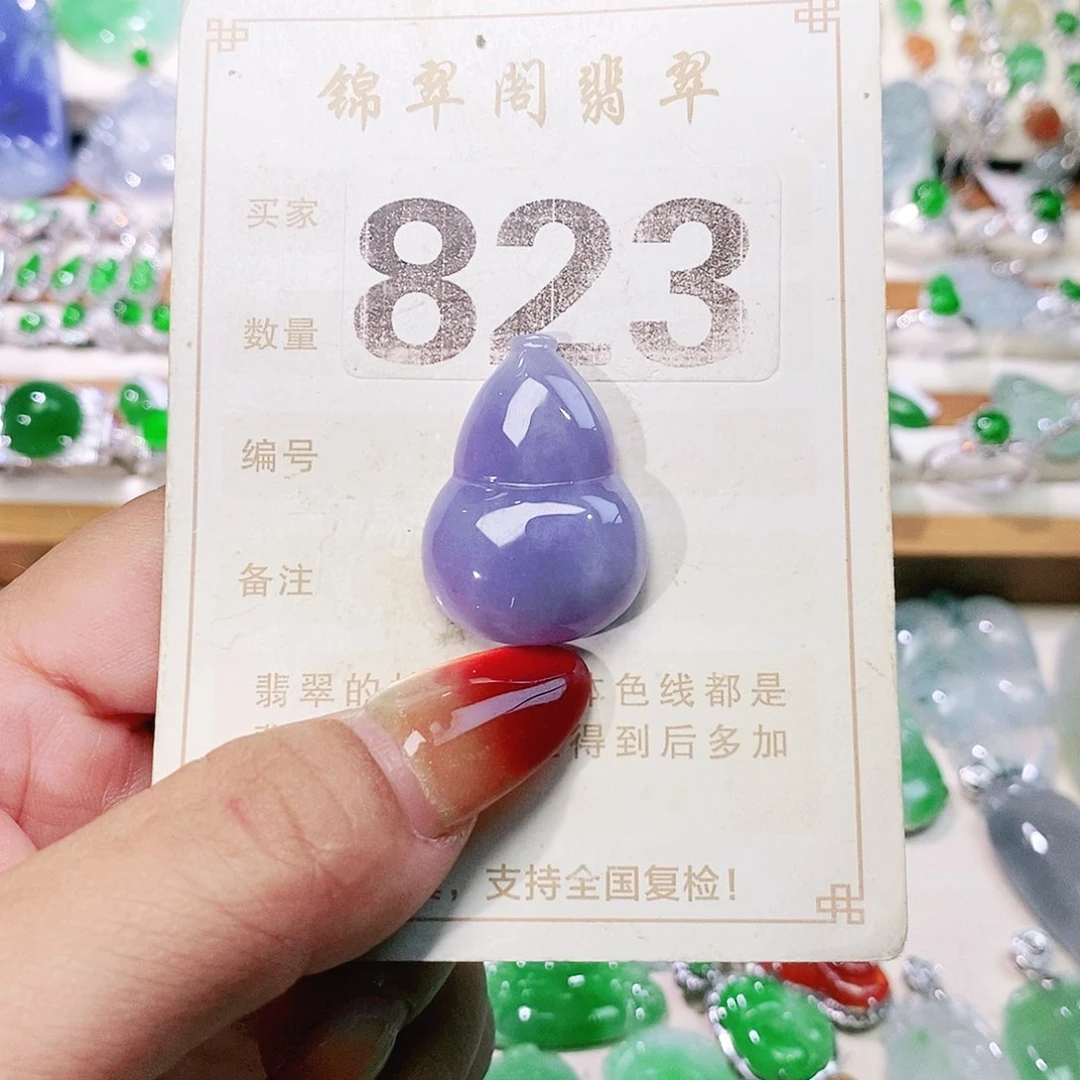 锦翠阁翡翠
买家
823
数量
编号
备注
翡翠的 体色线都是
得到后多加
，支持全国复检！